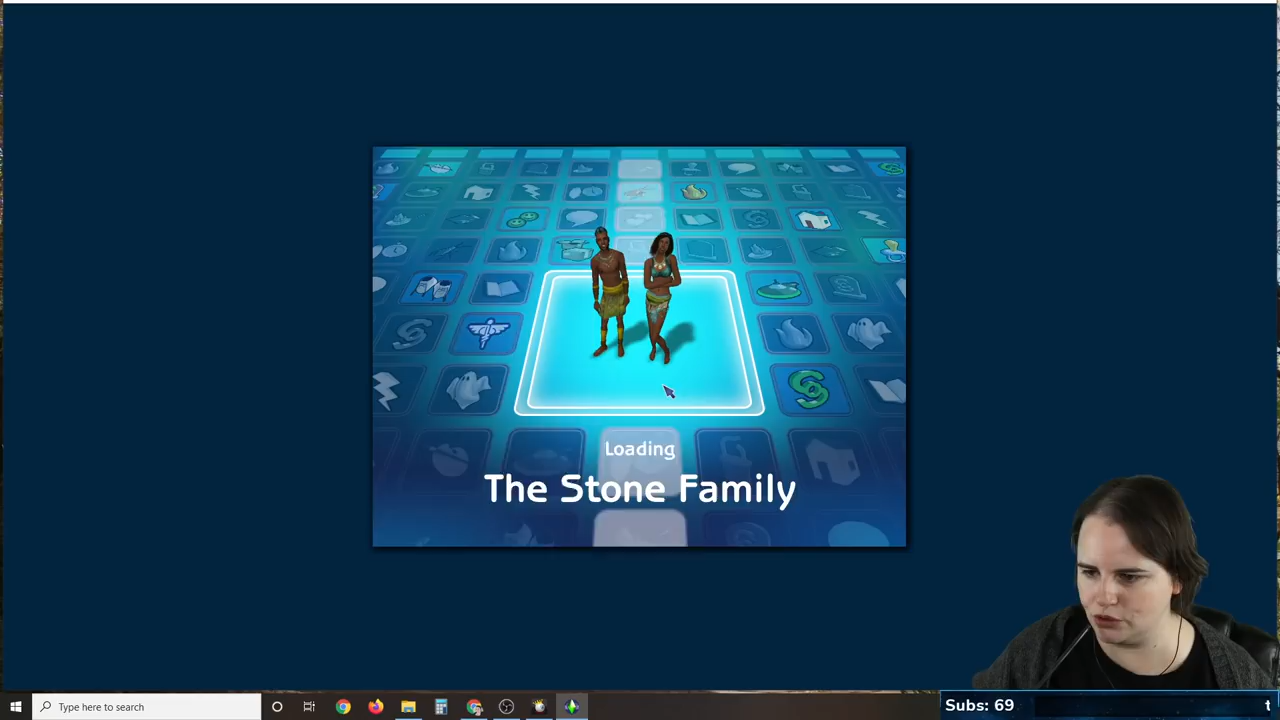 Loading
The Stone Family
Type here to search
Subs: 69
t